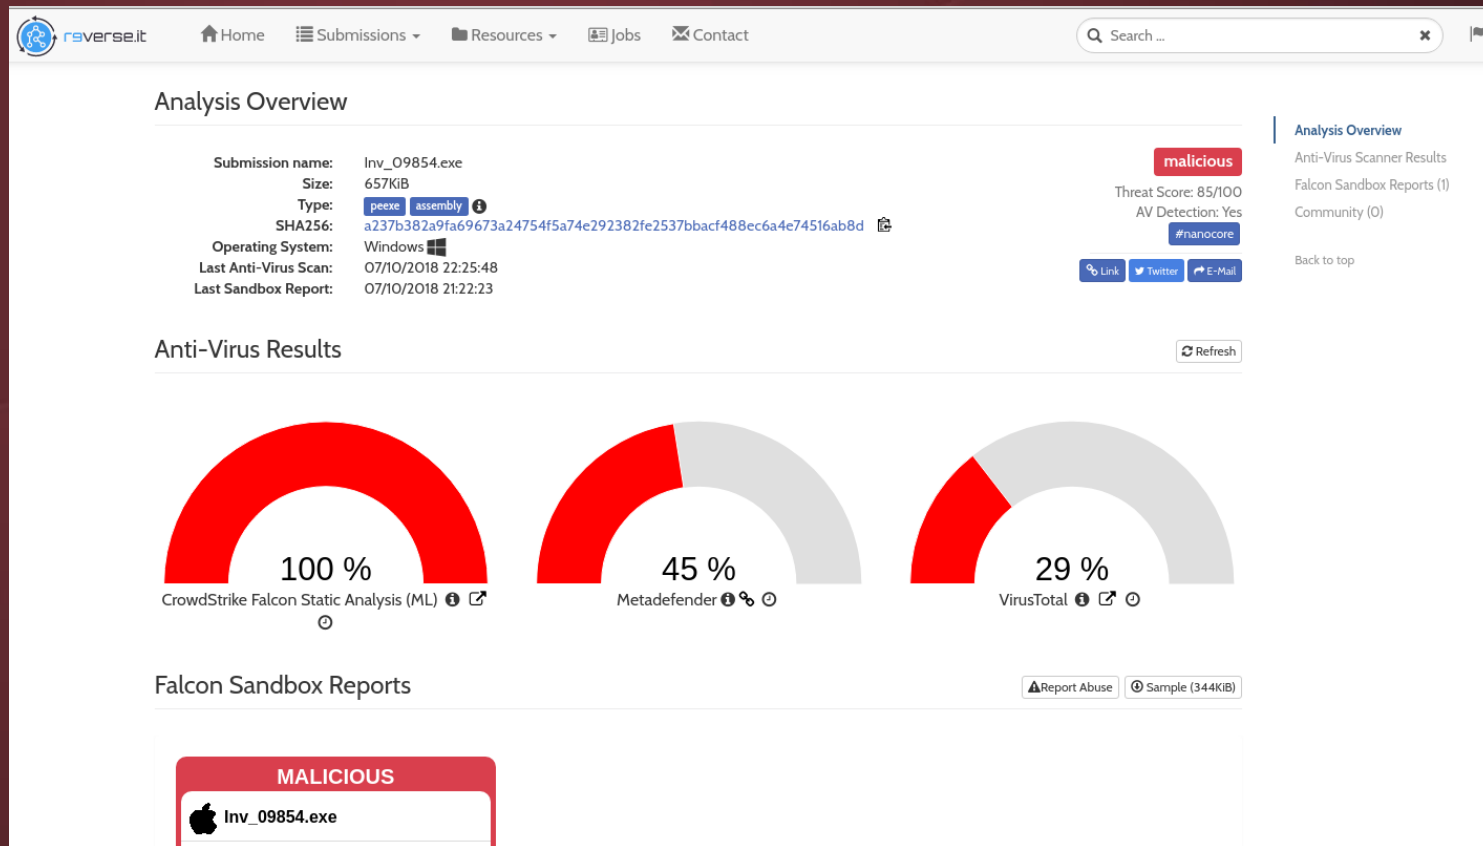 reverse.it Home Submissions Resources Jobs Contact Search ...
Analysis Overview
Submission name: Inv_09854.exe
Size: 657KiB
Type: peexe assembly
SHA256: a237b382a9fa69673a24754f5a74e292382fe2537bbacf488ec6a4e74516ab8d
Operating System: Windows
Last Anti-Virus Scan: 07/10/2018 22:25:48
Last Sandbox Report: 07/10/2018 21:22:23
malicious
Threat Score: 85/100
AV Detection: Yes
#nanocore
Link Twitter E-Mail
Analysis Overview
Anti-Virus Scanner Results
Falcon Sandbox Reports (1)
Community (0)
Back to top
Anti-Virus Results
Refresh
100 %
CrowdStrike Falcon Static Analysis (ML)
45 %
Metadefender
29 %
VirusTotal
Falcon Sandbox Reports
Report Abuse Sample (344KiB)
MALICIOUS
Inv_09854.exe